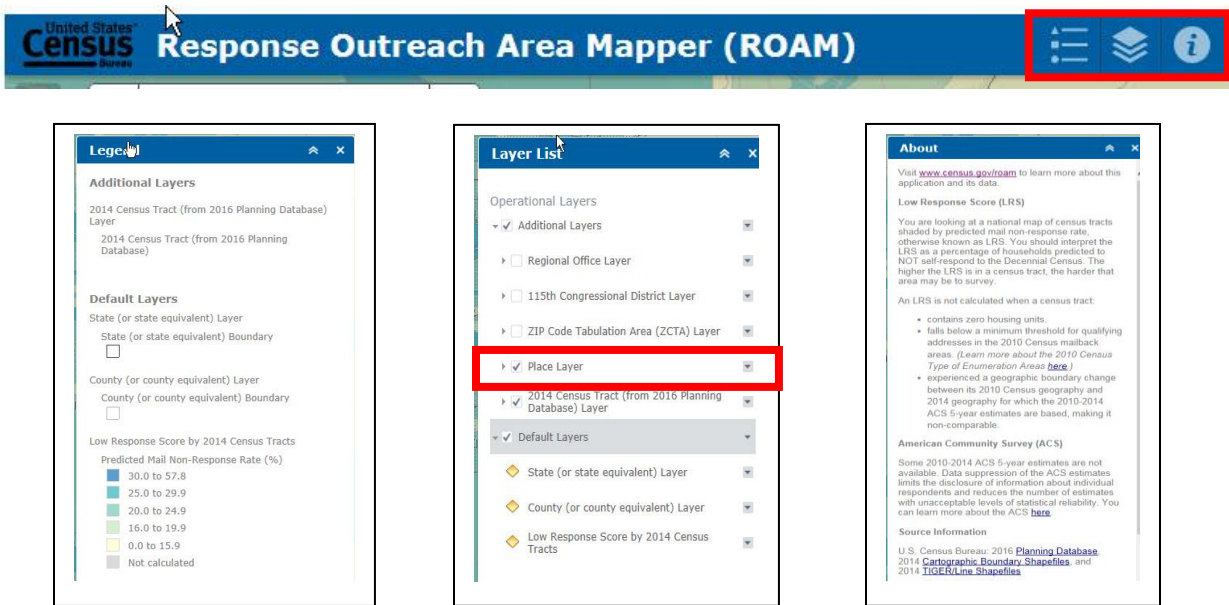 United States®
Census
Bureau
Response Outreach Area Mapper (ROAM)
Legend
Additional Layers
2014 Census Tract (from 2016 Planning Database)
Layer
2014 Census Tract (from 2016 Planning
Database)
Default Layers
State (or state equivalent) Layer
State (or state equivalent) Boundary
County (or county equivalent) Layer
County (or county equivalent) Boundary
Low Response Score by 2014 Census Tracts
Predicted Mail Non-Response Rate (%)
30.0 to 57.8
25.0 to 29.9
20.0 to 24.9
16.0 to 19.9
0.0 to 15.9
Not calculated
Layer List
Operational Layers
Additional Layers
Regional Office Layer
115th Congressional District Layer
ZIP Code Tabulation Area (ZCTA) Layer
Place Layer
2014 Census Tract (from 2016 Planning
Database) Layer
Default Layers
State (or state equivalent) Layer
County (or county equivalent) Layer
Low Response Score by 2014 Census
Tracts
About
Visit www.census.gov/roam to learn more about this
application and its data.
Low Response Score (LRS)
You are looking at a national map of census tracts
shaded by predicted mail non-response rate,
otherwise known as LRS. You should interpret the
LRS as a percentage of households predicted to
NOT self-respond to the Decennial Census. The
higher the LRS is in a census tract, the harder that
area may be to survey.
An LRS is not calculated when a census tract:
• contains zero housing units.
• falls below a minimum threshold for qualifying
addresses in the 2010 Census mailback
areas. (Learn more about the 2010 Census
Type of Enumeration Areas here.)
• experienced a geographic boundary change
between its 2010 Census geography and
2014 geography for which the 2010-2014
ACS 5-year estimates are based, making it
non-comparable.
American Community Survey (ACS)
Some 2010-2014 ACS 5-year estimates are not
available. Data suppression of the ACS estimates
limits the disclosure of information about individual
respondents and reduces the number of estimates
with unacceptable levels of statistical reliability. You
can learn more about the ACS here.
Source Information
U.S. Census Bureau: 2016 Planning Database,
2014 Cartographic Boundary Shapefiles, and
2014 TIGER/Line Shapefiles